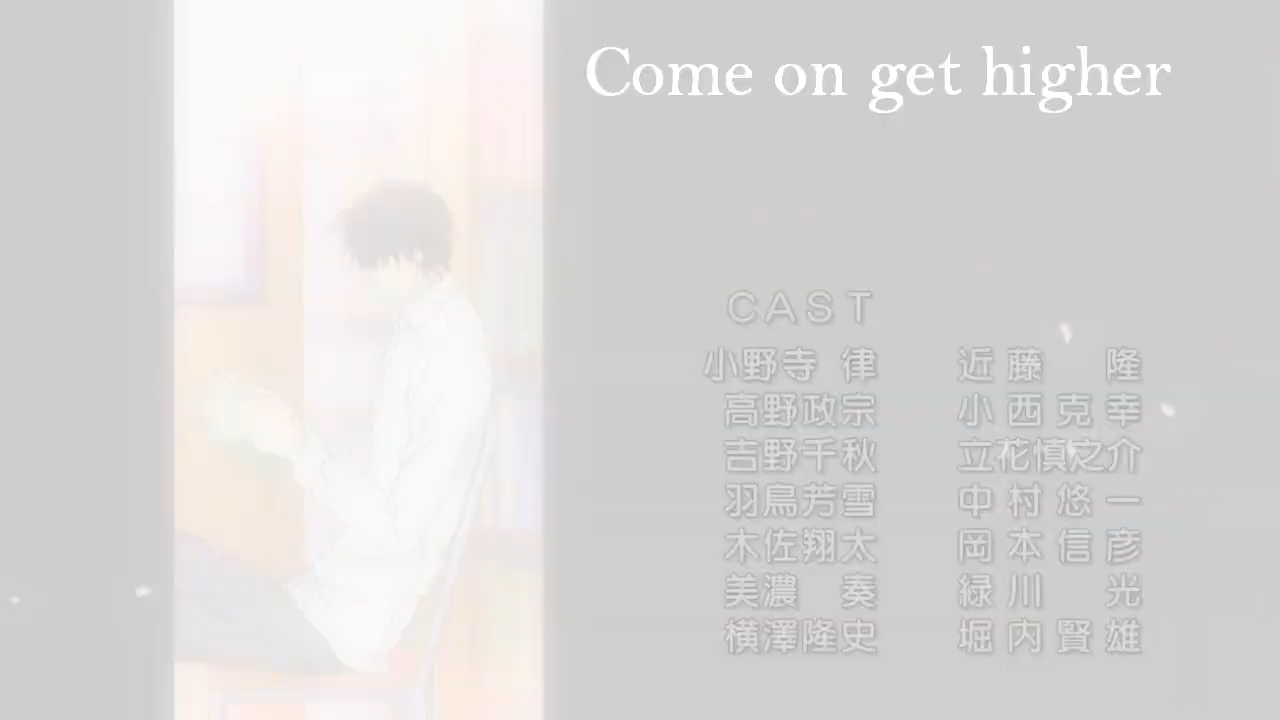 Come on get higher
CAST
小野寺 律 近藤 隆
高野政宗 小西克幸
吉野千秋 立花慎之介
羽鳥芳雪 中村悠一
木佐翔太 岡本信彦
美濃 奏 緑川 光
横澤隆史 堀内賢雄